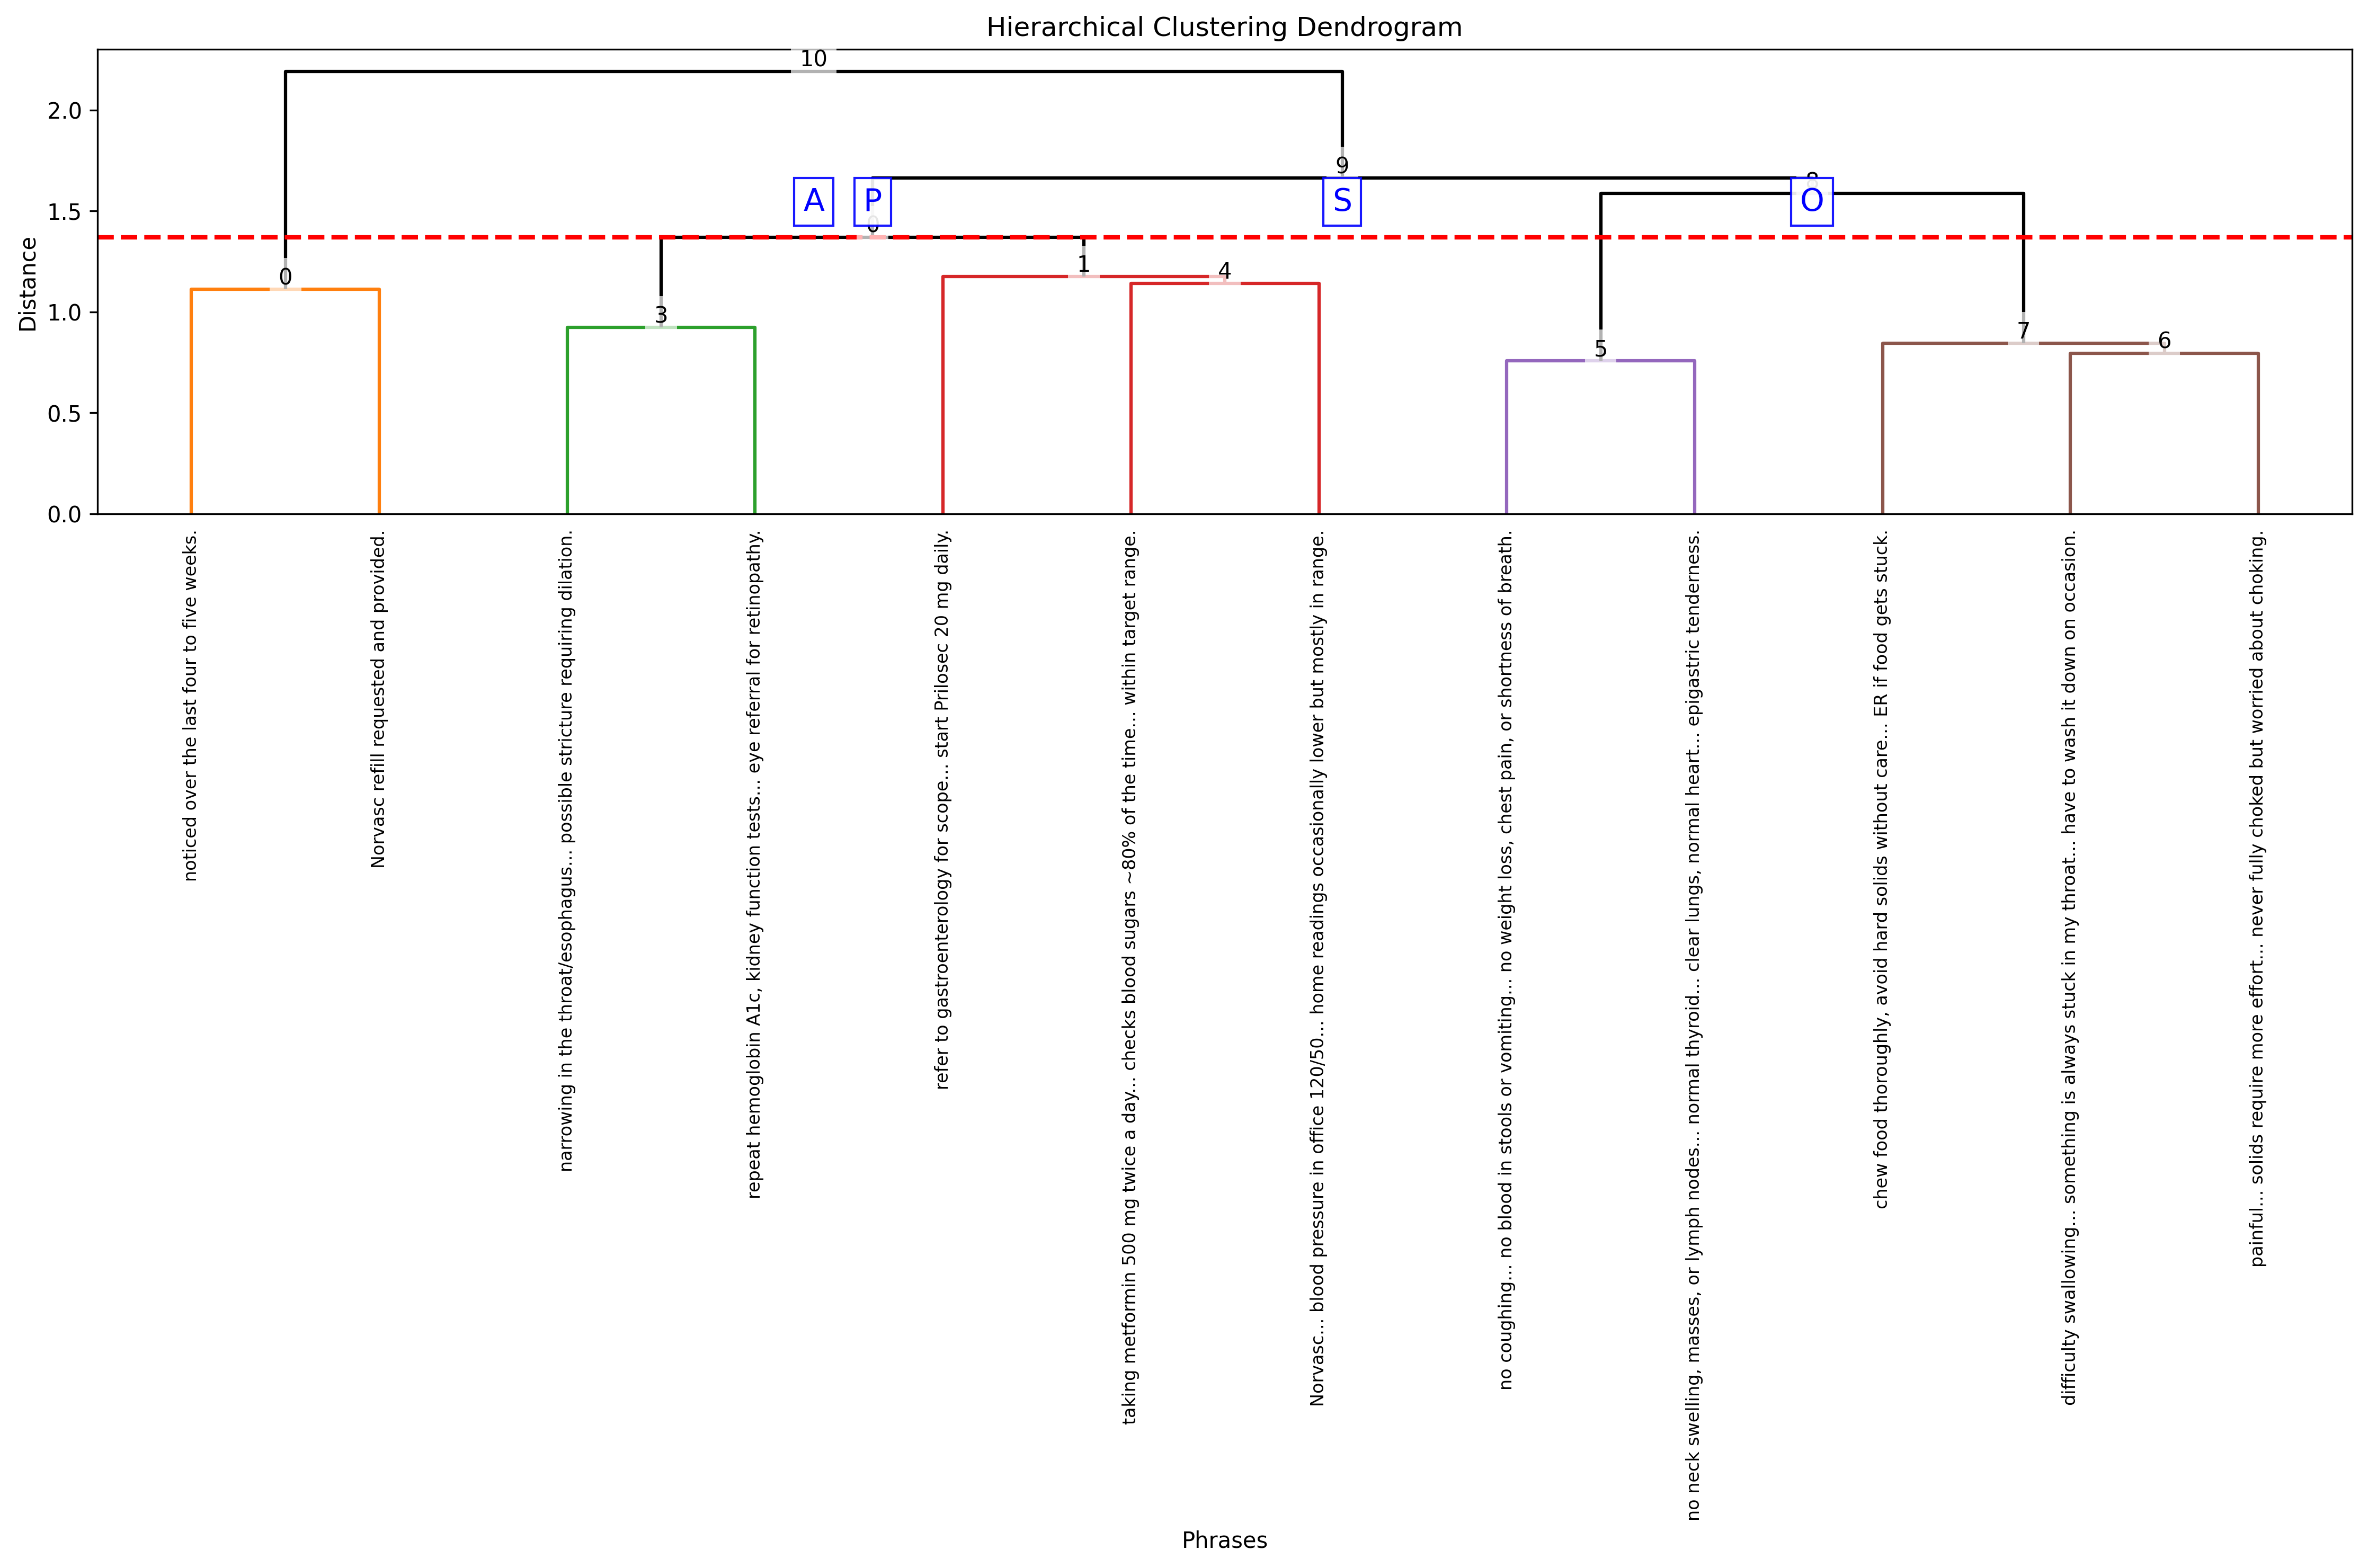 Hierarchical Clustering Dendrogram
10
2.0
9
8
A
P
S
O
1.5
0
1
4
0
1.0
3
7
6
5
0.5
0.0
Distance
noticed over the last four to five weeks.
Norvasc refill requested and provided.
narrowing in the throat/esophagus... possible stricture requiring dilation.
repeat hemoglobin A1c, kidney function tests... eye referral for retinopathy.
refer to gastroenterology for scope... start Prilosec 20 mg daily.
taking metformin 500 mg twice a day... checks blood sugars ~80% of the time... within target range.
Norvasc... blood pressure in office 120/50... home readings occasionally lower but mostly in range.
no coughing... no blood in stools or vomiting... no weight loss, chest pain, or shortness of breath.
no neck swelling, masses, or lymph nodes... normal thyroid... clear lungs, normal heart... epigastric tenderness.
chew food thoroughly, avoid hard solids without care... ER if food gets stuck.
difficulty swallowing... something is always stuck in my throat... have to wash it down on occasion.
painful... solids require more effort... never fully choked but worried about choking.
Phrases